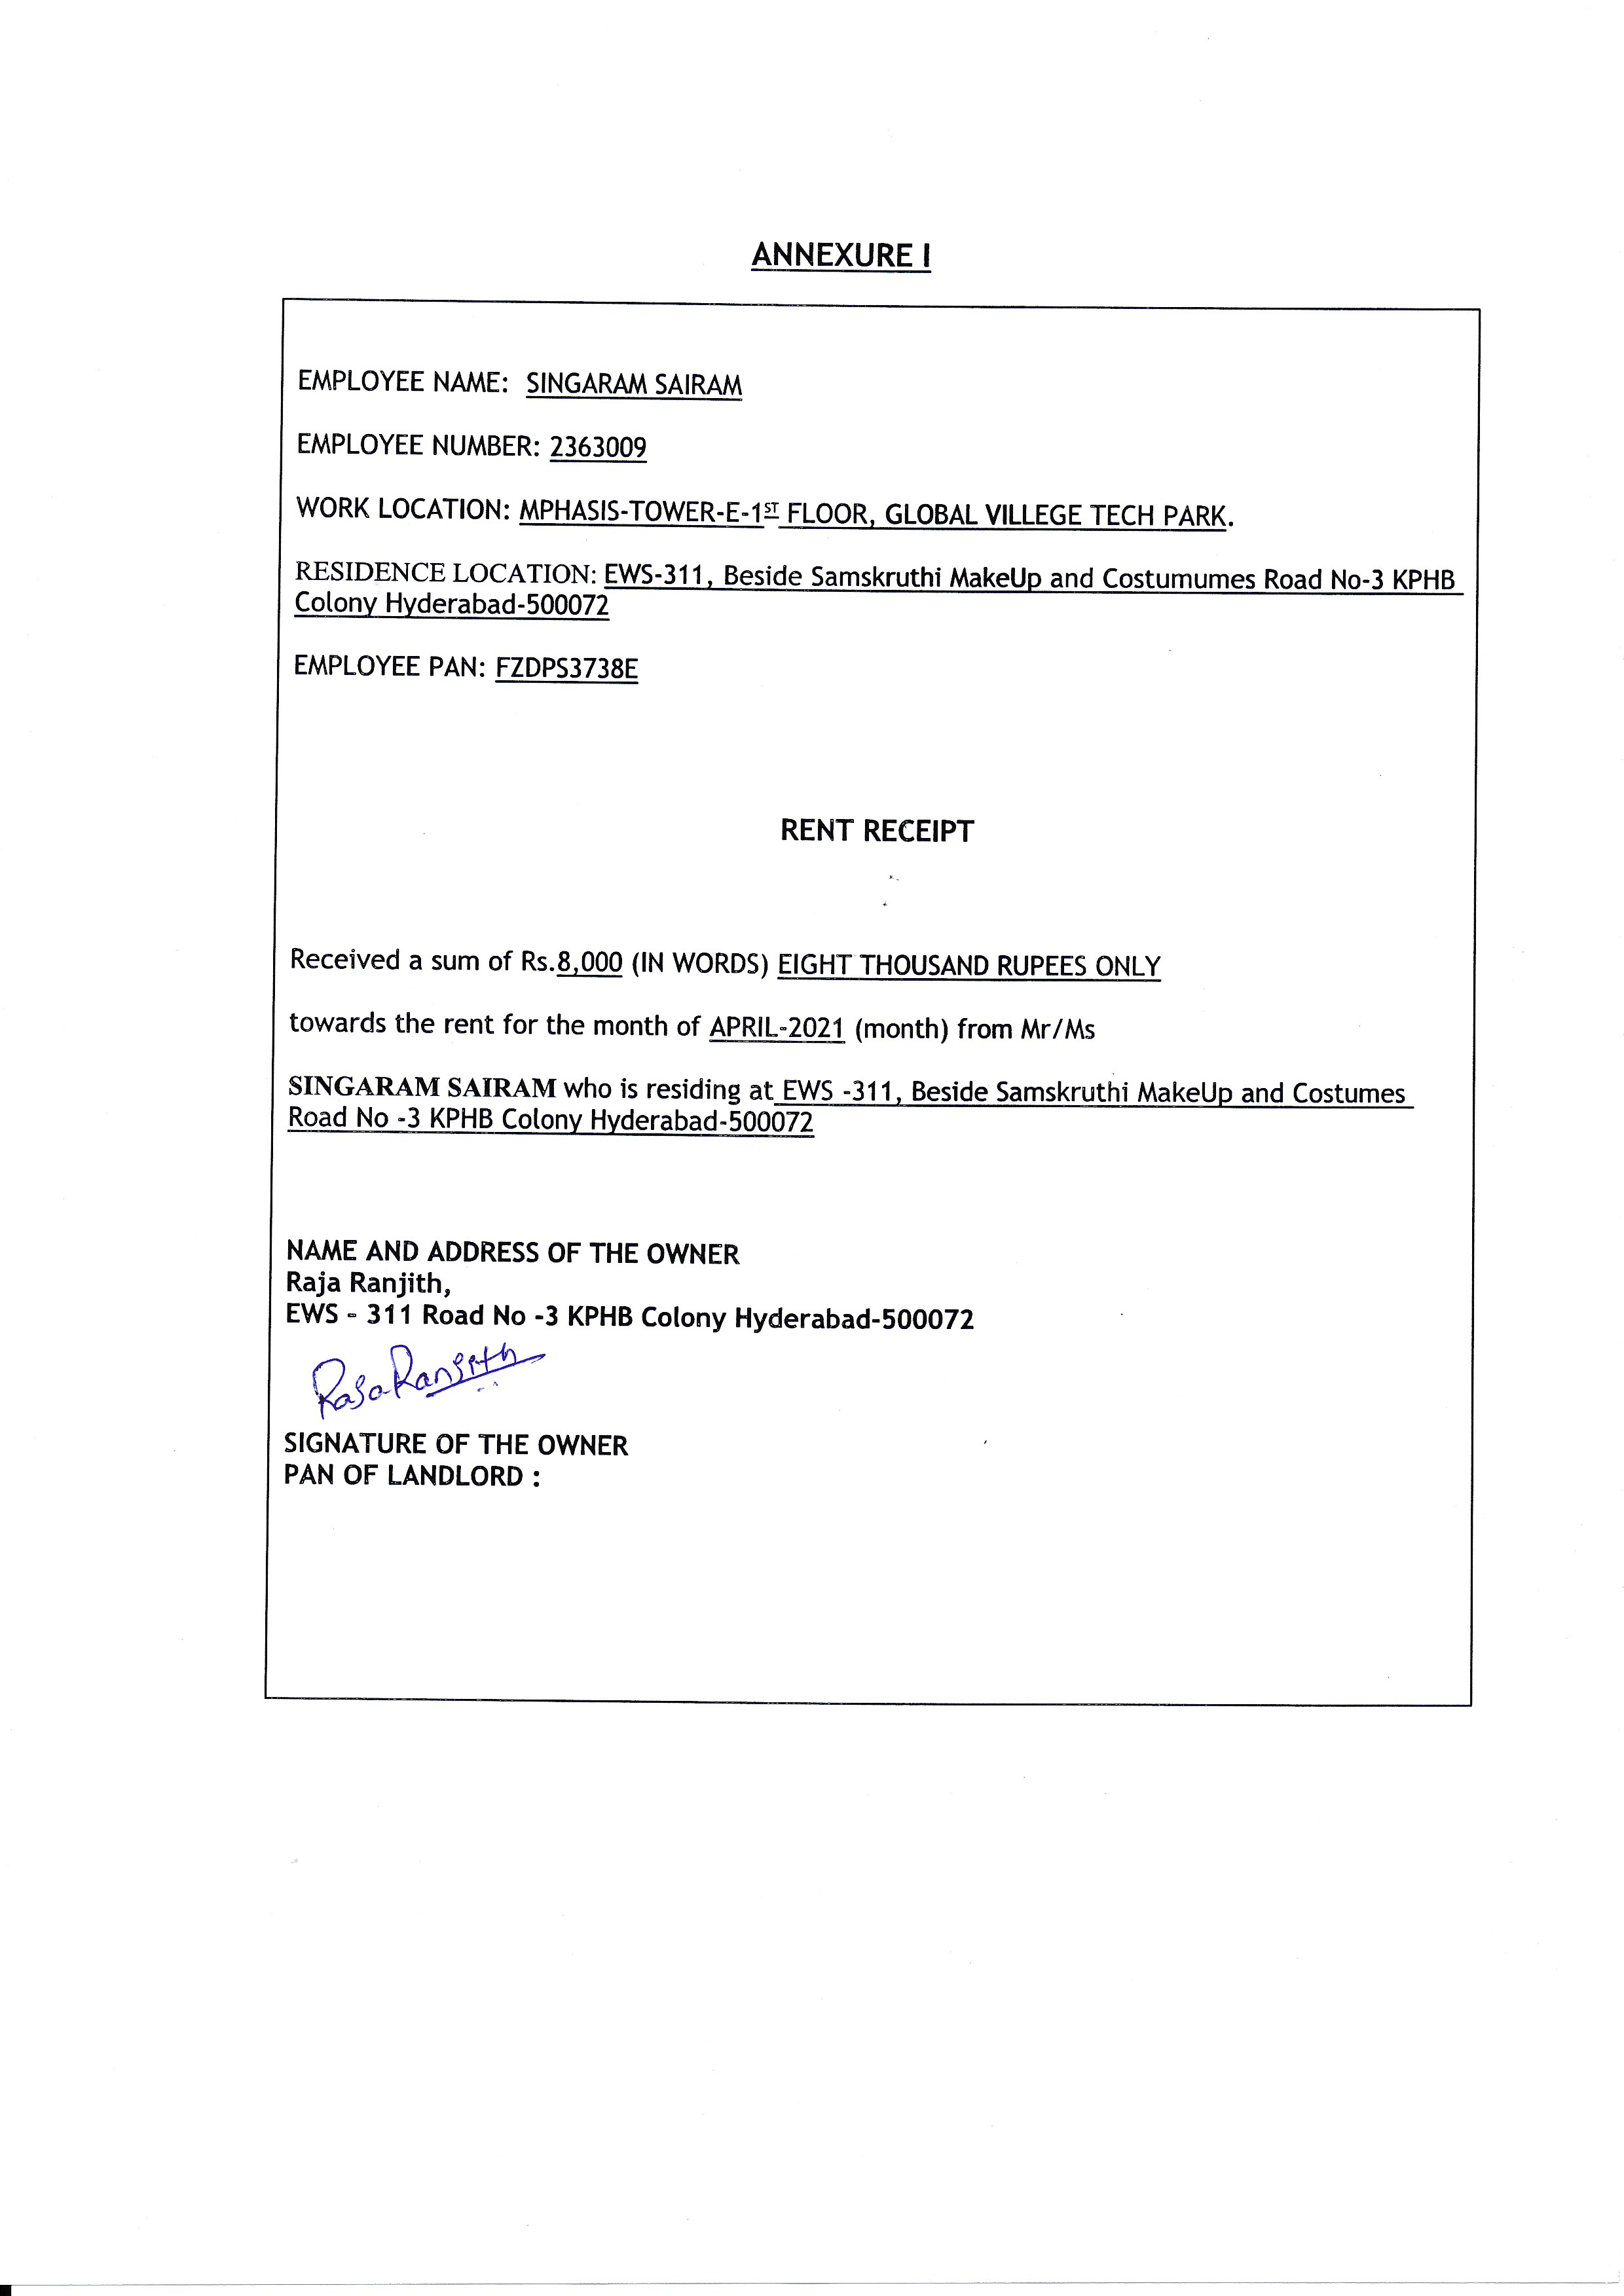 ANNEXURE I
EMPLOYEE NAME: SINGARAM SAIRAM
EMPLOYEE NUMBER: 2363009
WORK LOCATION: MPHASIS-TOWER-E-1ST FLOOR, GLOBAL VILLEGE TECH PARK.
RESIDENCE LOCATION: EWS-311, Beside Samskruthi MakeUp and Costumumes Road No-3 KPHB
Colony Hyderabad-500072
EMPLOYEE PAN: FZDPS3738E
RENT RECEIPT
Received a sum of Rs.8,000 (IN WORDS) EIGHT THOUSAND RUPEES ONLY
towards the rent for the month of APRIL-2021 (month) from Mr/Ms
SINGARAM SAIRAM who is residing at EWS -311, Beside Samskruthi MakeUp and Costumes
Road No -3 KPHB Colony Hyderabad-500072
NAME AND ADDRESS OF THE OWNER
Raja Ranjith,
EWS - 311 Road No -3 KPHB Colony Hyderabad-500072
Raja Ranjith
SIGNATURE OF THE OWNER
PAN OF LANDLORD :